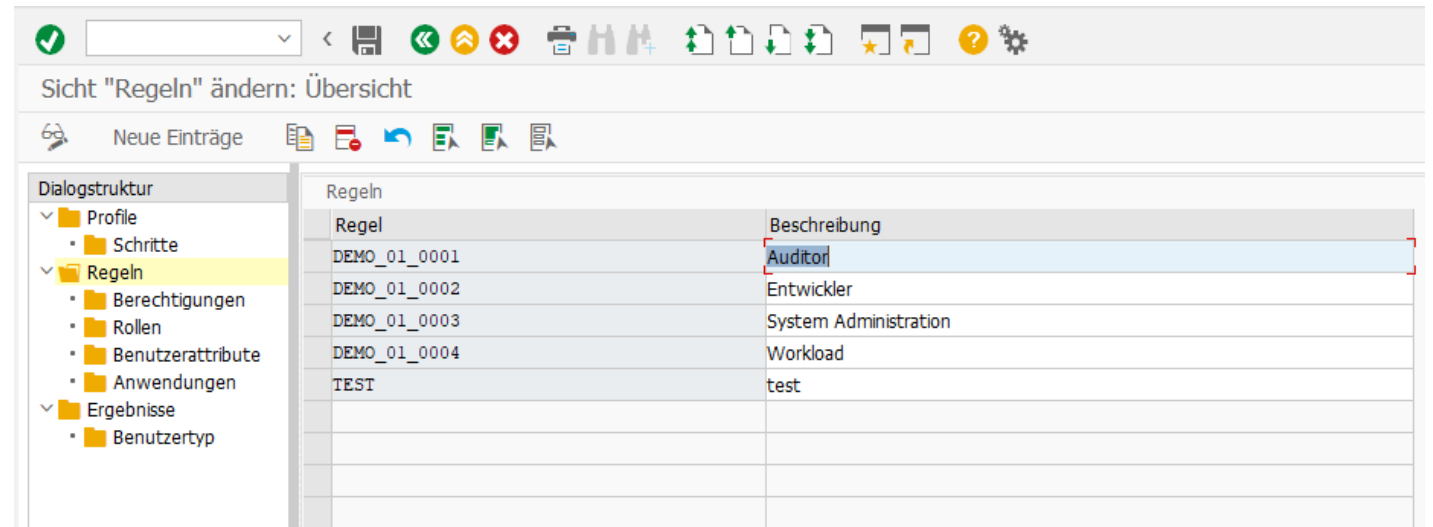 Sicht "Regeln" ändern: Übersicht
Neue Einträge
Dialogstruktur
Profile
Schritte
Regeln
Berechtigungen
Rollen
Benutzerattribute
Anwendungen
Ergebnisse
Benutzertyp
Regeln
Regel Beschreibung
DEMO_01_0001 Auditor
DEMO_01_0002 Entwickler
DEMO_01_0003 System Administration
DEMO_01_0004 Workload
TEST test